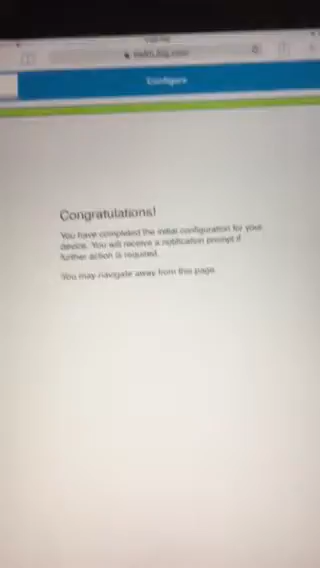 Configure
Congratulations!
You have completed the initial configuration for your
device. You will receive a notification prompt if
further action is required.
You may navigate away from this page.